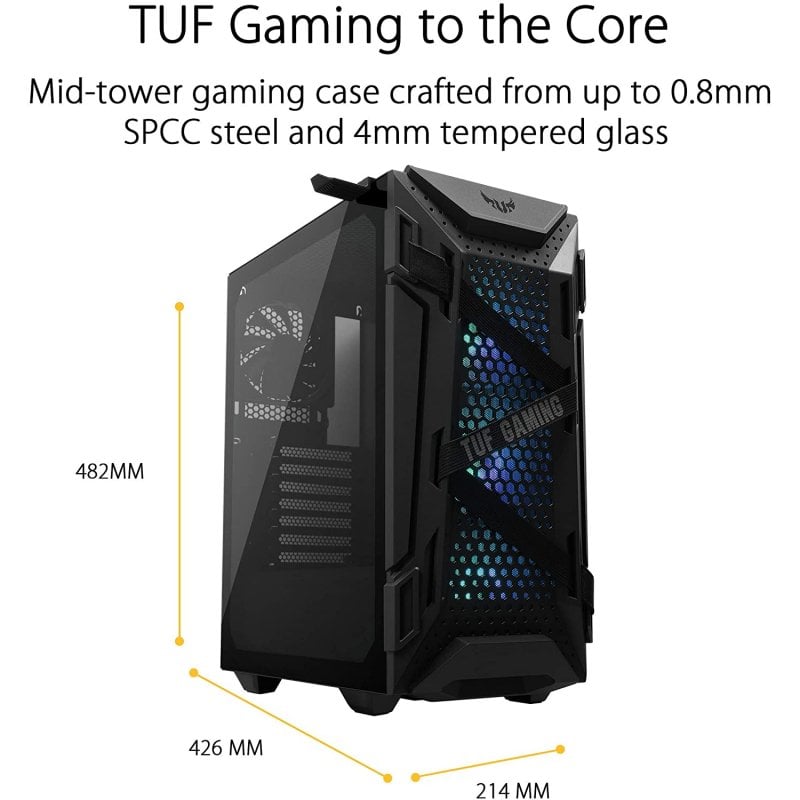 TUF Gaming to the Core
Mid-tower gaming case crafted from up to 0.8mm
SPCC steel and 4mm tempered glass
TUF GAMING
482MM
426 MM
214 MM